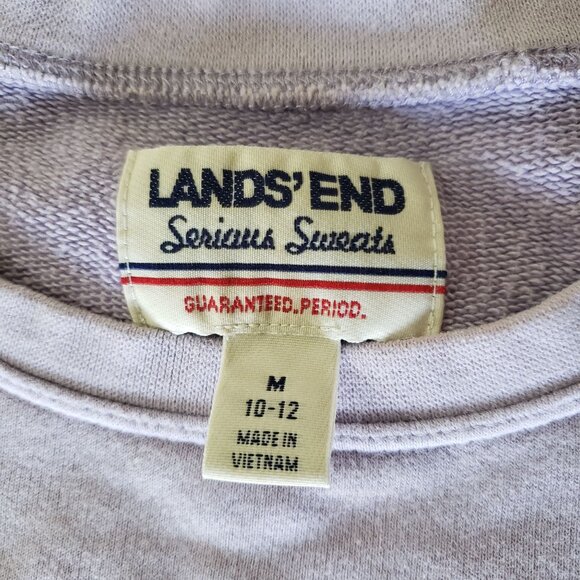 LANDS' END
Serious Sweats
GUARANTEED.PERIOD.
M
10-12
MADE IN
VIETNAM